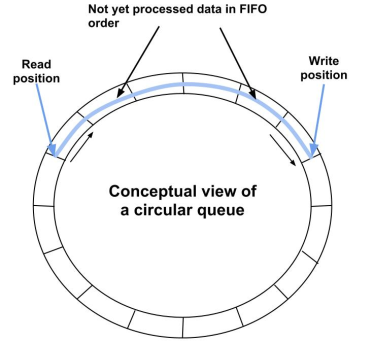 Not yet processed data in FIFO
order
Read
position
Write
position
Conceptual view of
a circular queue